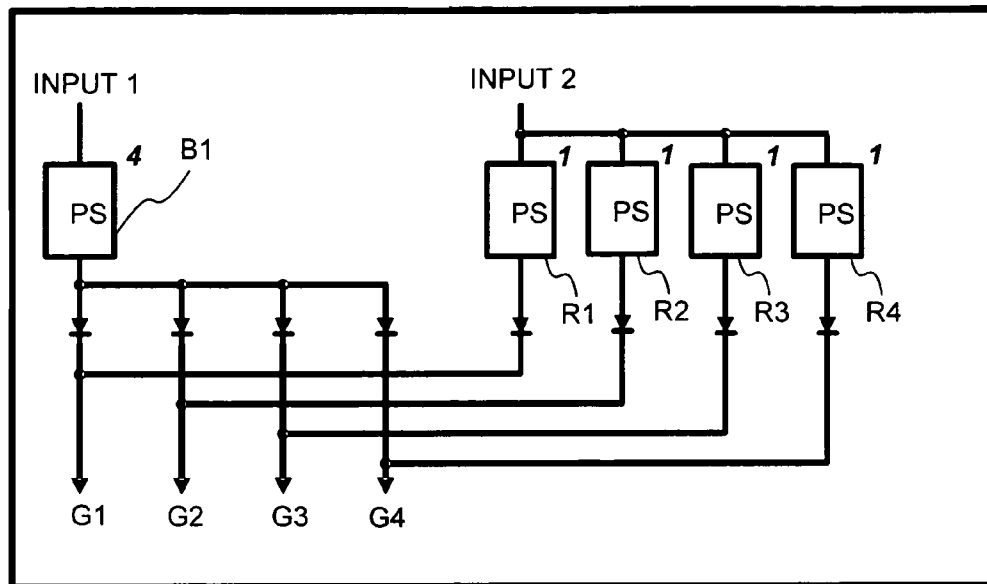 INPUT 1 INPUT 2
4 B1 1 1 1 1
PS PS PS PS PS
R1 R2 R3 R4
G1 G2 G3 G4